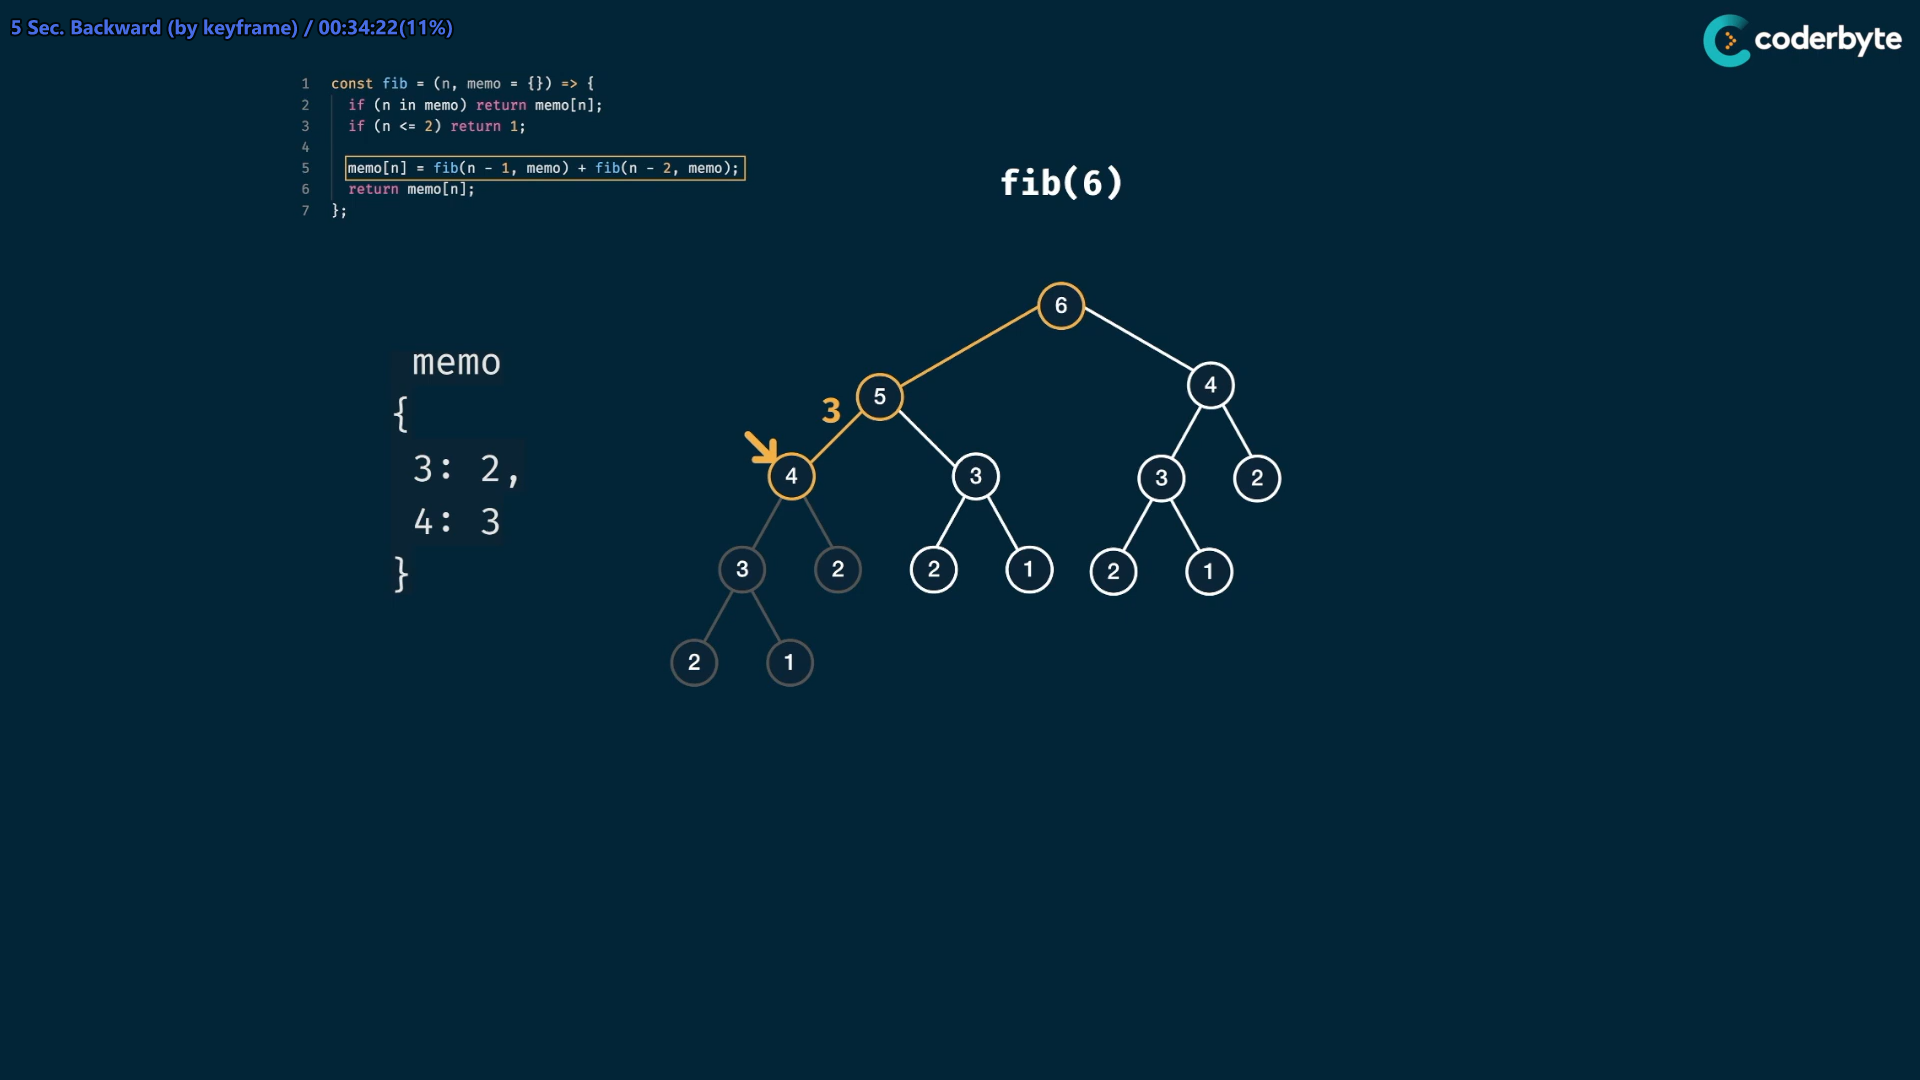 5 Sec. Backward (by keyframe) / 00:34:22(11%)
coderbyte
1 const fib = (n, memo = {}) => {
2 if (n in memo) return memo[n];
3 if (n <= 2) return 1;
4
5 memo[n] = fib(n - 1, memo) + fib(n - 2, memo);
6 return memo[n];
7 };
fib(6)
memo
{
3: 2,
4: 3
}
6
5 4
3
4 3 3 2
3 2 2 1 2 1
2 1